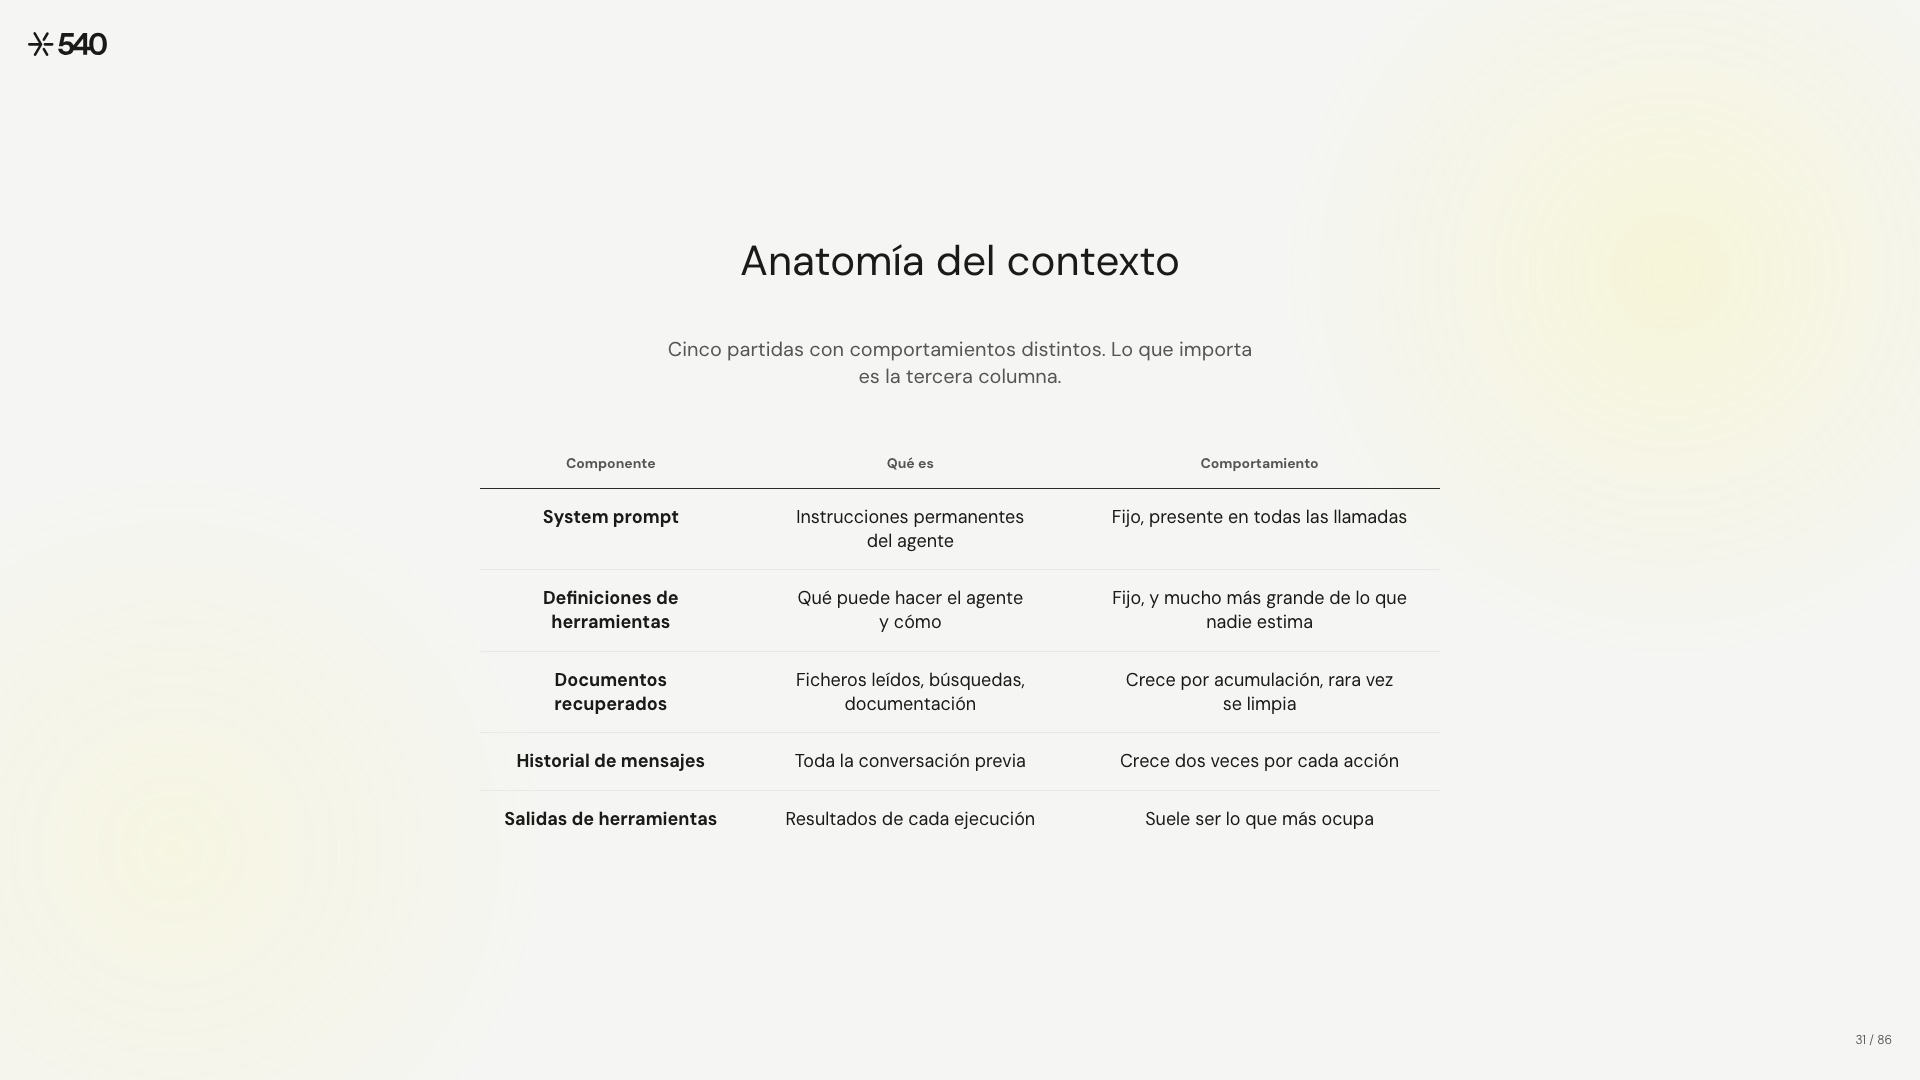 540
Anatomía del contexto
Cinco partidas con comportamientos distintos. Lo que importa
es la tercera columna.
Componente Qué es Comportamiento
System prompt Instrucciones permanentes Fijo, presente en todas las llamadas
del agente
Definiciones de Qué puede hacer el agente Fijo, y mucho más grande de lo que
herramientas y cómo nadie estima
Documentos Ficheros leídos, búsquedas, Crece por acumulación, rara vez
recuperados documentación se limpia
Historial de mensajes Toda la conversación previa Crece dos veces por cada acción
Salidas de herramientas Resultados de cada ejecución Suele ser lo que más ocupa
31 / 86